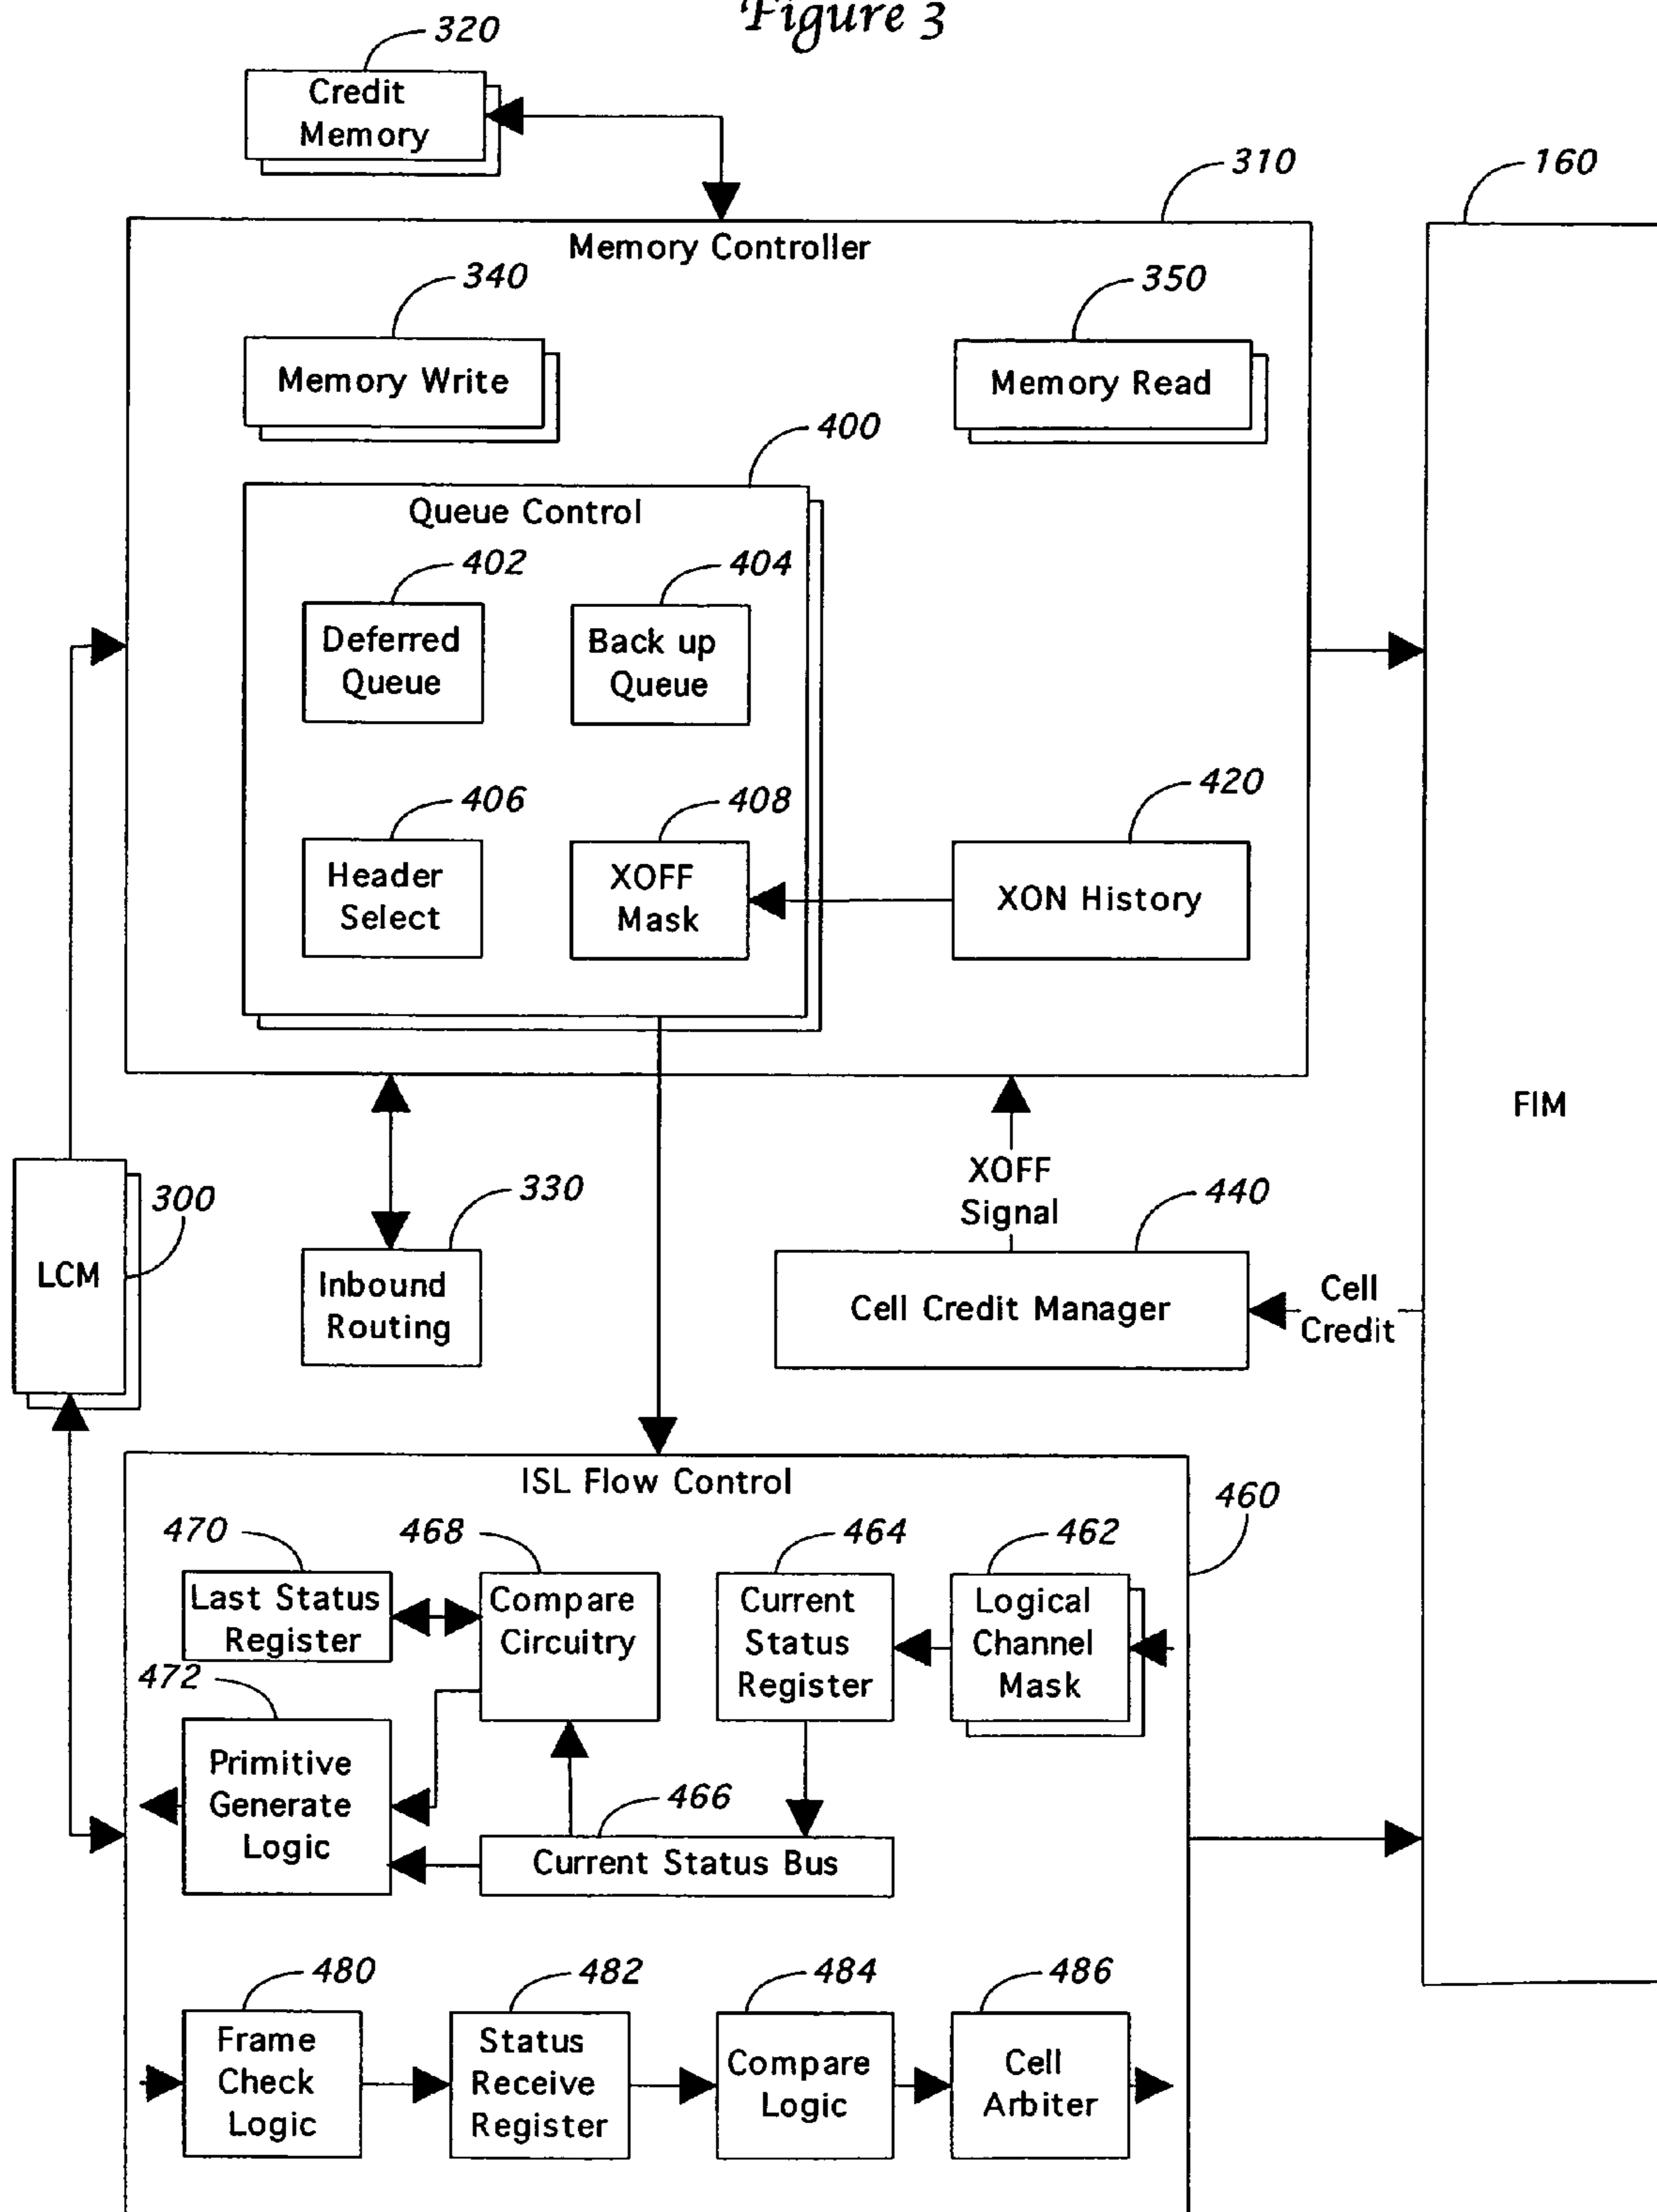 Figure 3
320
Credit
Memory
310
160
Memory Controller
340
350
Memory Write
Memory Read
400
Queue Control
402
404
Deferred
Queue
Back up
Queue
406
408
420
Header
Select
XOFF
Mask
XON History
FIM
XOFF
Signal
300
330
440
LCM
Inbound
Routing
Cell Credit Manager
Cell
Credit
ISL Flow Control
460
470
468
464
462
Last Status
Register
Compare
Circuitry
Current
Status
Register
Logical
Channel
Mask
472
Primitive
Generate
Logic
466
Current Status Bus
480
482
484
486
Frame
Check
Logic
Status
Receive
Register
Compare
Logic
Cell
Arbiter